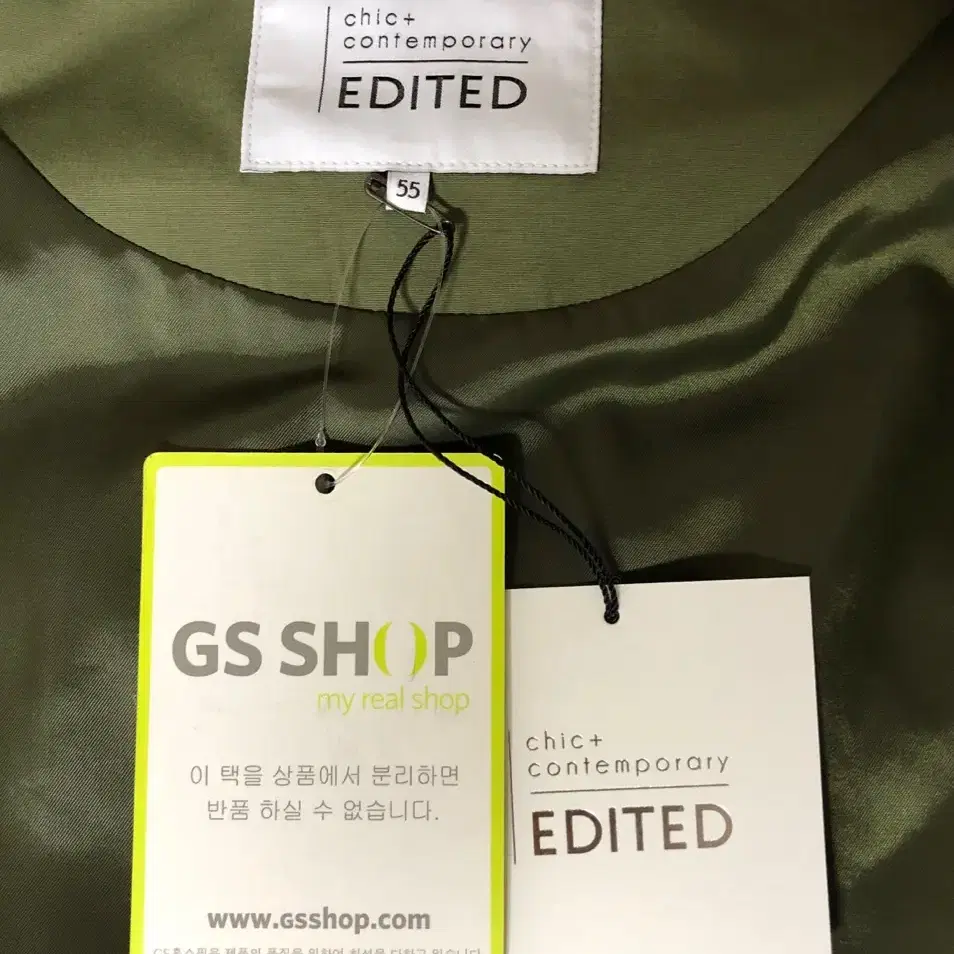 chic+
contemporary
EDITED
55
GS SHOP
my real shop
이 택을 상품에서 분리하면
반품 하실 수 없습니다.
www.gsshop.com
chic+
contemporary
EDITED